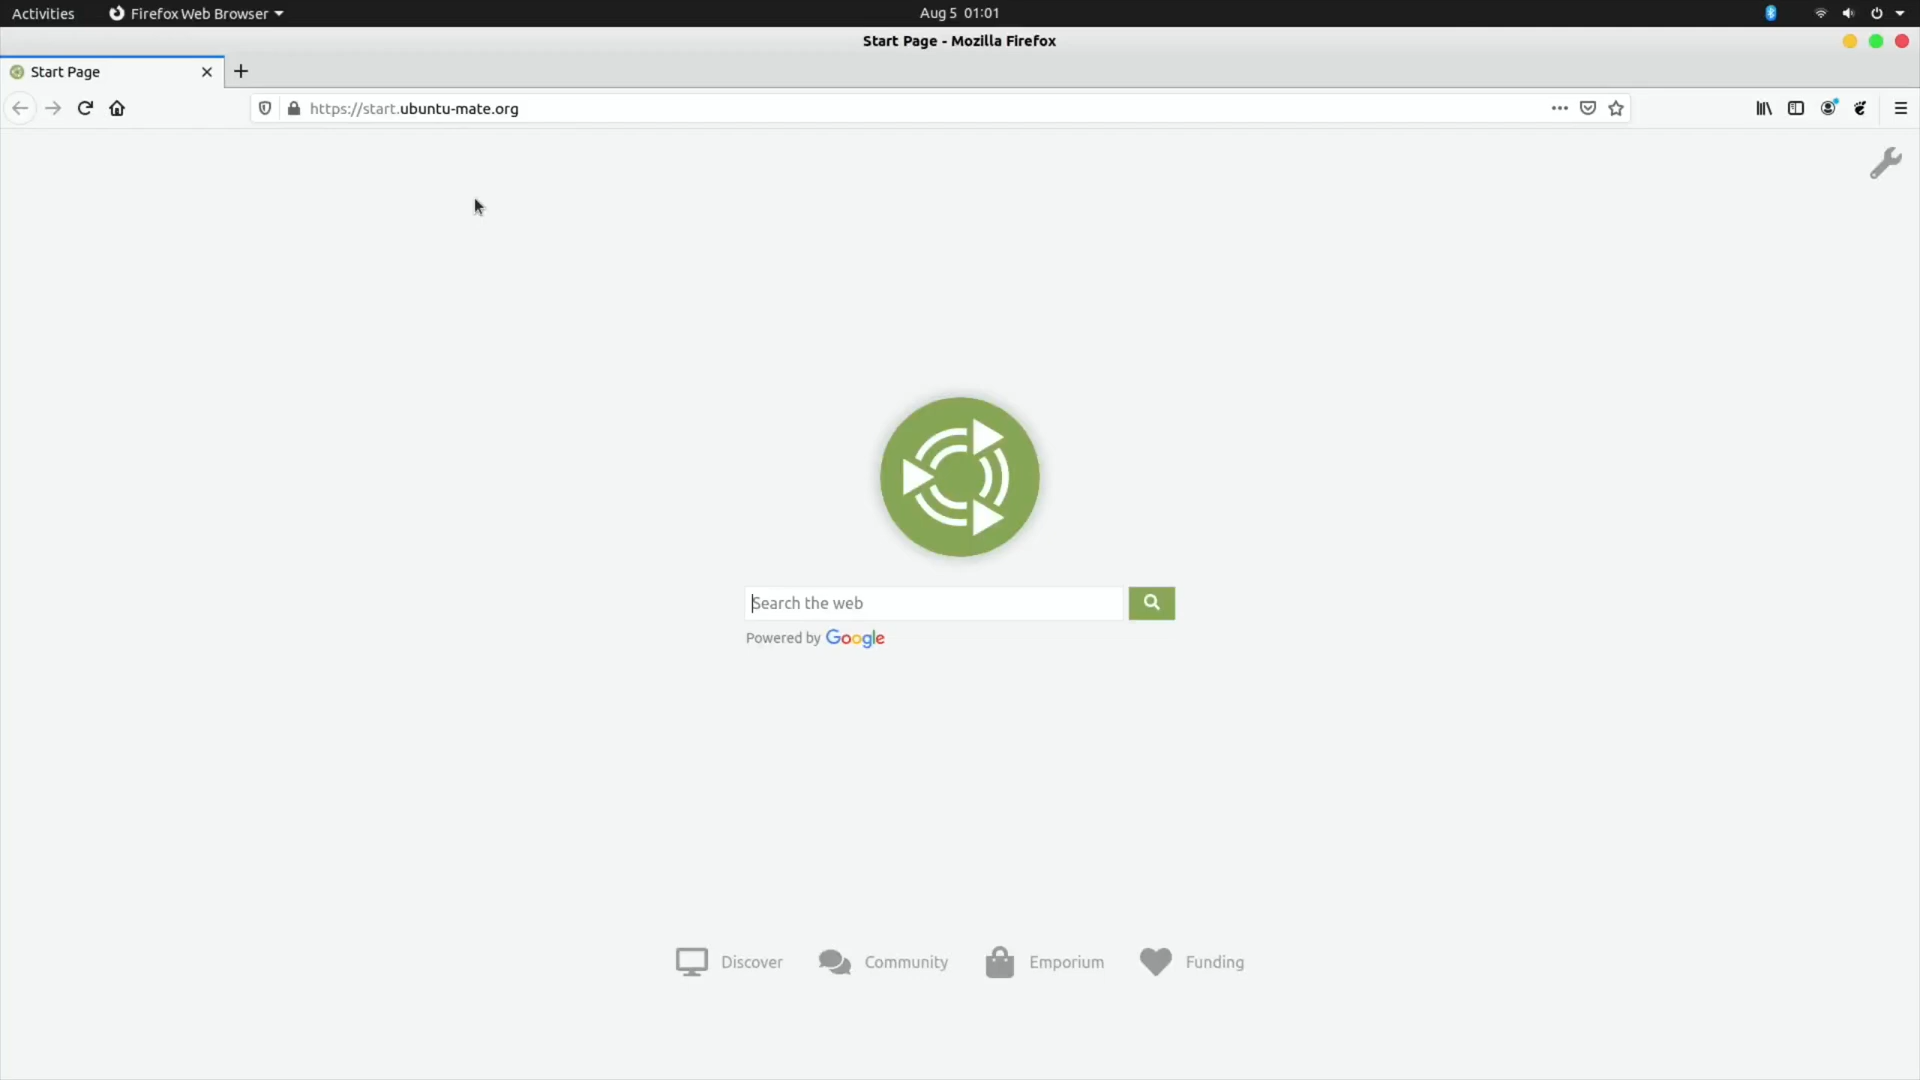 Activities Firefox Web Browser Aug 5 01:01
Start Page - Mozilla Firefox
Start Page
https://start.ubuntu-mate.org
Search the web
Powered by Google
Discover Community Emporium Funding